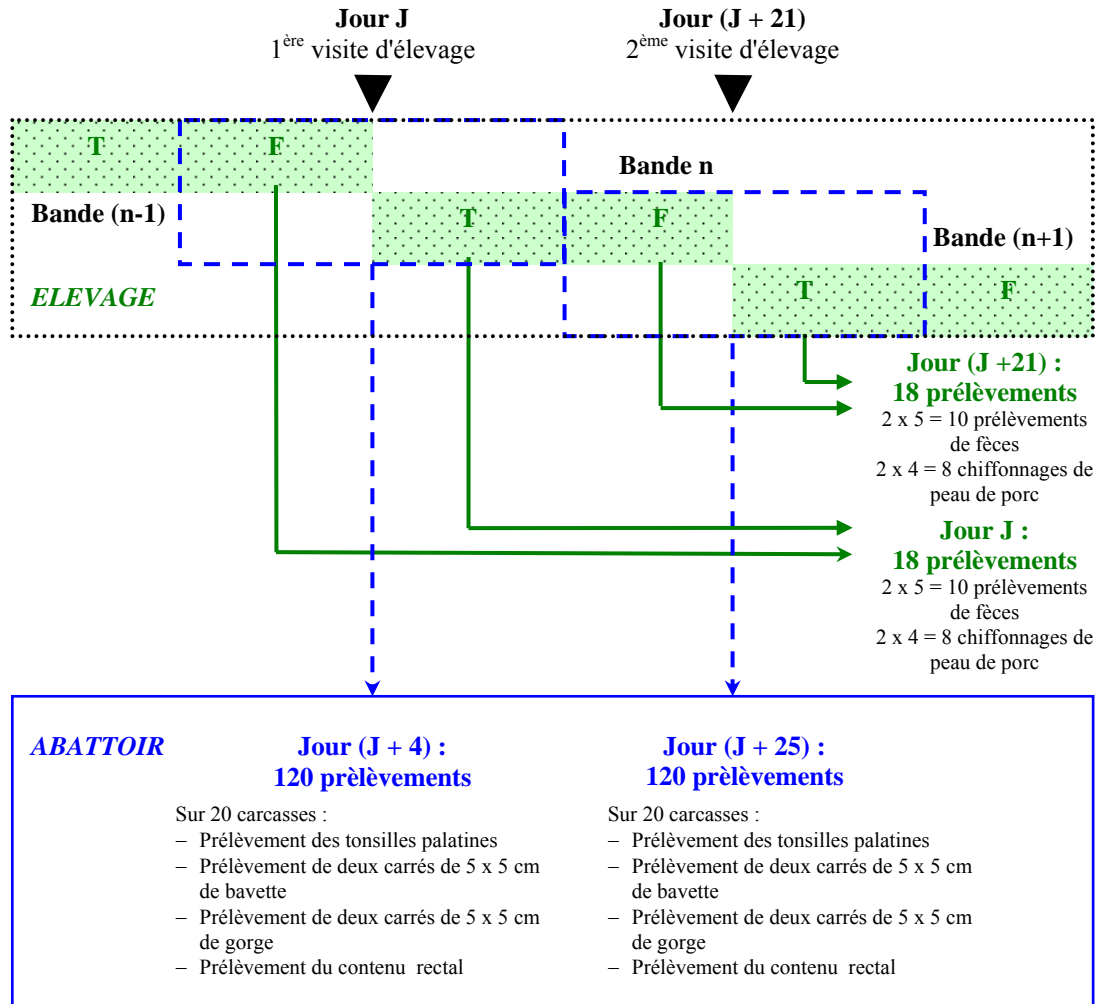 Jour J
1ère visite d'élevage
Jour (J + 21)
2ème visite d'élevage
T
F
Bande n
Bande (n-1)
T
F
Bande (n+1)
ELEVAGE
T
F
Jour (J +21) :
18 prélèvements
2 x 5 = 10 prélèvements
de fèces
2 x 4 = 8 chiffonnages de
peau de porc
Jour J :
18 prélèvements
2 x 5 = 10 prélèvements
de fèces
2 x 4 = 8 chiffonnages de
peau de porc
ABATTOIR
Jour (J + 4) :
120 prèlèvements
Sur 20 carcasses :
– Prélèvement des tonsilles palatines
– Prélèvement de deux carrés de 5 x 5 cm
de bavette
– Prélèvement de deux carrés de 5 x 5 cm
de gorge
– Prélèvement du contenu rectal
Jour (J + 25) :
120 prèlèvements
Sur 20 carcasses :
– Prélèvement des tonsilles palatines
– Prélèvement de deux carrés de 5 x 5 cm
de bavette
– Prélèvement de deux carrés de 5 x 5 cm
de gorge
– Prélèvement du contenu rectal